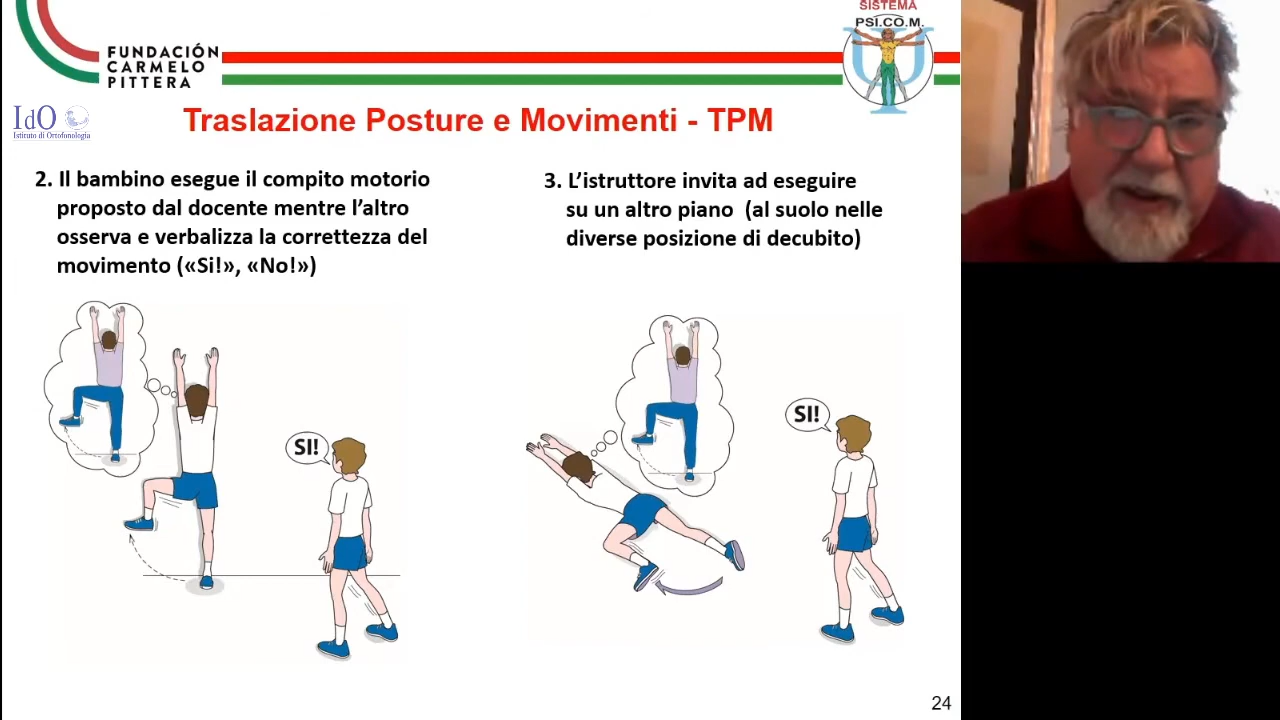 SISTEMA
PSI.CO.M.
FUNDACIÓN
CARMELO
PITTERA
IdO
Istituto di Ortofonologia
Traslazione Posture e Movimenti - TPM
2. Il bambino esegue il compito motorio
proposto dal docente mentre l’altro
osserva e verbalizza la correttezza del
movimento («Si!», «No!»)
3. L’istruttore invita ad eseguire
su un altro piano (al suolo nelle
diverse posizione di decubito)
SI!
SI!
24